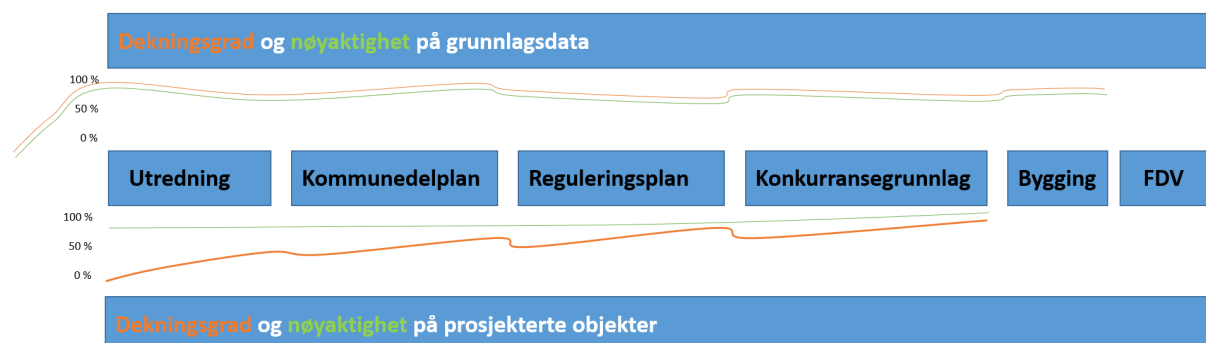 Dekningsgrad og nøyaktighet på grunnlagsdata
100 %
50 %
0 %
Utredning Kommunedelplan Reguleringsplan Konkurransegrunnlag Bygging FDV
100 %
50 %
0 %
Dekningsgrad og nøyaktighet på prosjekterte objekter